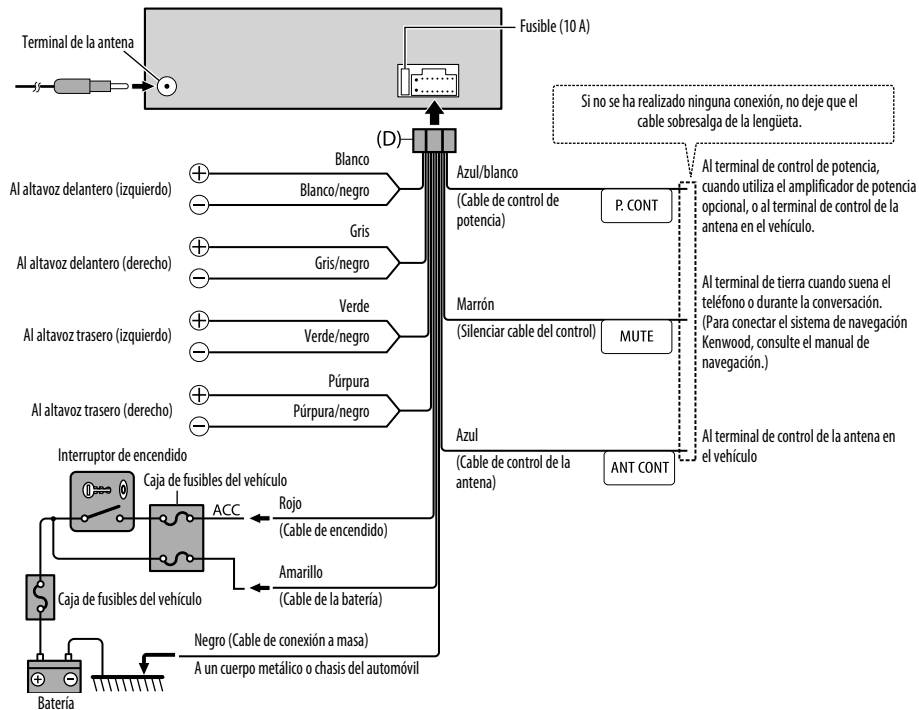 Fusible (10 A)
Terminal de la antena
Si no se ha realizado ninguna conexión, no deje que el
cable sobresalga de la lengüeta.
(D)
Blanco
Blanco/negro
Al altavoz delantero (izquierdo)
Gris
Gris/negro
Al altavoz delantero (derecho)
Verde
Verde/negro
Al altavoz trasero (izquierdo)
Púrpura
Púrpura/negro
Al altavoz trasero (derecho)
Azul/blanco
(Cable de control de
potencia)
P. CONT
Al terminal de control de potencia,
cuando utiliza el amplificador de potencia
opcional, o al terminal de control de la
antena en el vehículo.
Marrón
(Silenciar cable del control)
MUTE
Al terminal de tierra cuando suena el
teléfono o durante la conversación.
(Para conectar el sistema de navegación
Kenwood, consulte el manual de
navegación.)
Azul
(Cable de control de la
antena)
ANT CONT
Al terminal de control de la antena en
el vehículo
Interruptor de encendido
Caja de fusibles del vehículo
ACC
Rojo
(Cable de encendido)
Amarillo
(Cable de la batería)
Caja de fusibles del vehículo
Negro (Cable de conexión a masa)
A un cuerpo metálico o chasis del automóvil
Batería